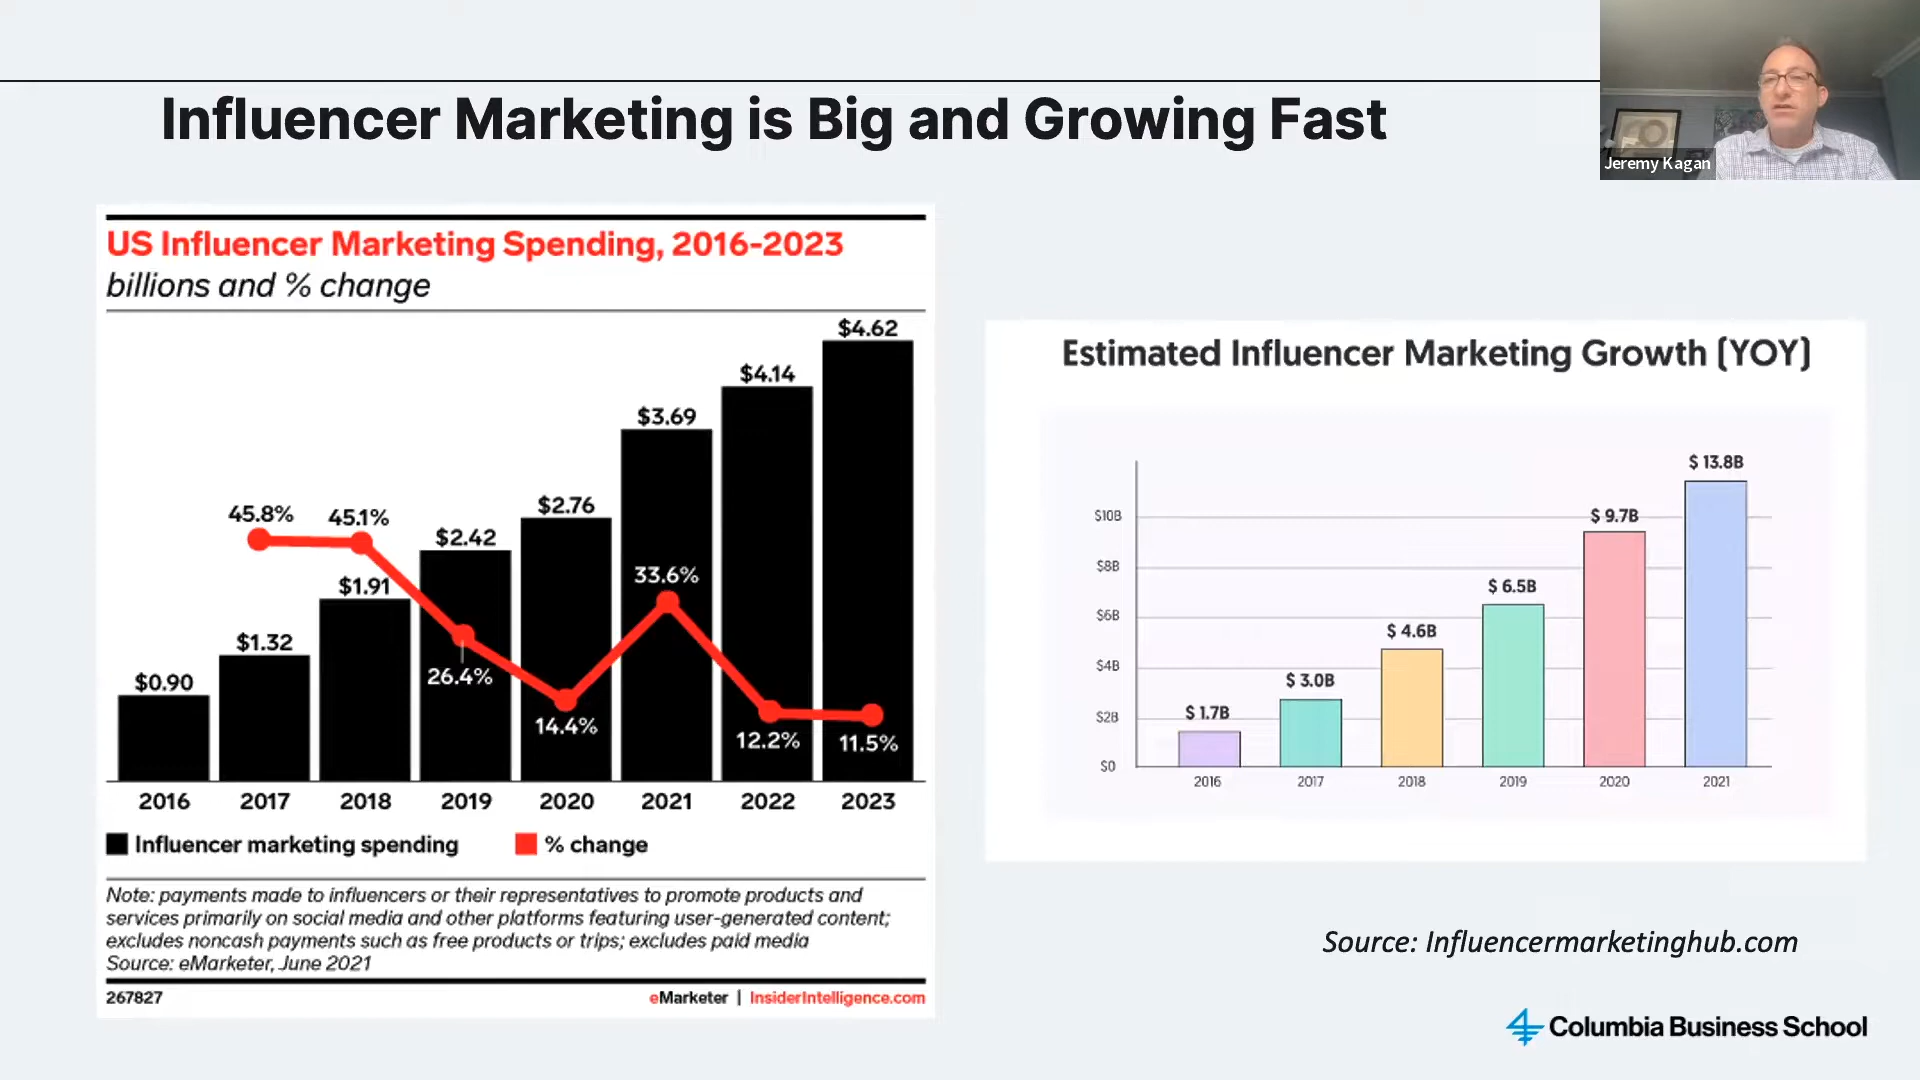 Influencer Marketing is Big and Growing Fast
Jeremy Kagan
US Influencer Marketing Spending, 2016-2023
billions and % change
$0.90
$1.32
$1.91
$2.42
$2.76
$3.69
$4.14
$4.62
45.8%
45.1%
26.4%
14.4%
33.6%
12.2%
11.5%
2016 2017 2018 2019 2020 2021 2022 2023
Influencer marketing spending % change
Note: payments made to influencers or their representatives to promote products and
services primarily on social media and other platforms featuring user-generated content;
excludes noncash payments such as free products or trips; excludes paid media
Source: eMarketer, June 2021
267827 eMarketer | InsiderIntelligence.com
Estimated Influencer Marketing Growth (YOY)
$10B
$8B
$6B
$4B
$2B
$0
$ 1.7B
$ 3.0B
$ 4.6B
$ 6.5B
$ 9.7B
$ 13.8B
2016 2017 2018 2019 2020 2021
Source: Influencermarketinghub.com
Columbia Business School